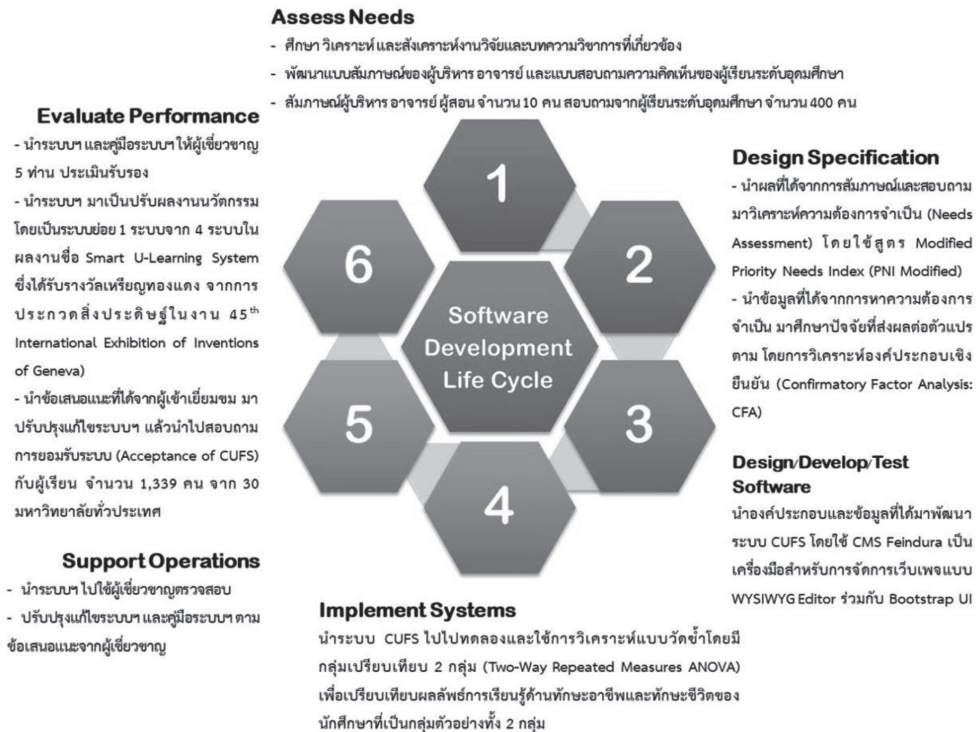 Assess Needs
- ศึกษา วิเคราะห์ และสังเคราะห์งานวิจัยและบทความวิชาการที่เกี่ยวข้อง
- พัฒนาแบบสัมภาษณ์ของผู้บริหาร อาจารย์ และแบบสอบถามความคิดเห็นของผู้เรียนระดับอุดมศึกษา
- สัมภาษณ์ผู้บริหาร อาจารย์ ผู้สอน จำนวน 10 คน สอบถามจากผู้เรียนระดับอุดมศึกษา จำนวน 400 คน
1
Design Specification
- นำผลที่ได้จากการสัมภาษณ์และสอบถาม
มาวิเคราะห์ความต้องการจำเป็น (Needs
Assessment) โดยใช้สูตร Modified
Priority Needs Index (PNI Modified)
- นำข้อมูลที่ได้จากการหาความต้องการ
จำเป็น มาศึกษาปัจจัยที่ส่งผลต่อตัวแปร
ตาม โดยการวิเคราะห์องค์ประกอบเชิง
ยืนยัน (Confirmatory Factor Analysis:
CFA)
2
Design/Develop/Test
Software
นำองค์ประกอบและข้อมูลที่ได้มาพัฒนา
ระบบ CUFS โดยใช้ CMS Feindura เป็น
เครื่องมือสำหรับการจัดการเว็บเพจแบบ
WYSIWYG Editor ร่วมกับ Bootstrap UI
3
Implement Systems
นำระบบ CUFS ไปไปทดลองและใช้การวิเคราะห์แบบวัดซ้ำโดยมี
กลุ่มเปรียบเทียบ 2 กลุ่ม (Two-Way Repeated Measures ANOVA)
เพื่อเปรียบเทียบผลลัพธ์การเรียนรู้ด้านทักษะอาชีพและทักษะชีวิตของ
นักศึกษาที่เป็นกลุ่มตัวอย่างทั้ง 2 กลุ่ม
4
Support Operations
- นำระบบฯ ไปใช้ผู้เชี่ยวชาญตรวจสอบ
- ปรับปรุงแก้ไขระบบฯ และคู่มือระบบฯ ตาม
ข้อเสนอแนะจากผู้เชี่ยวชาญ
5
Evaluate Performance
- นำระบบฯ และคู่มือระบบฯ ให้ผู้เชี่ยวชาญ
5 ท่าน ประเมินรับรอง
- นำระบบฯ มาเป็นปรับผลงานนวัตกรรม
โดยเป็นระบบย่อย 1 ระบบจาก 4 ระบบใน
ผลงานชื่อ Smart U-Learning System
ซึ่งได้รับรางวัลเหรียญทองแดง จากการ
ประกวดสิ่งประดิษฐ์ในงาน 45th
International Exhibition of Inventions
of Geneva)
- นำข้อเสนอแนะที่ได้จากผู้เข้าเยี่ยมชม มา
ปรับปรุงแก้ไขระบบฯ แล้วนำไปสอบถาม
การยอมรับระบบ (Acceptance of CUFS)
กับผู้เรียน จำนวน 1,339 คน จาก 30
มหาวิทยาลัยทั่วประเทศ
6
Software
Development
Life Cycle